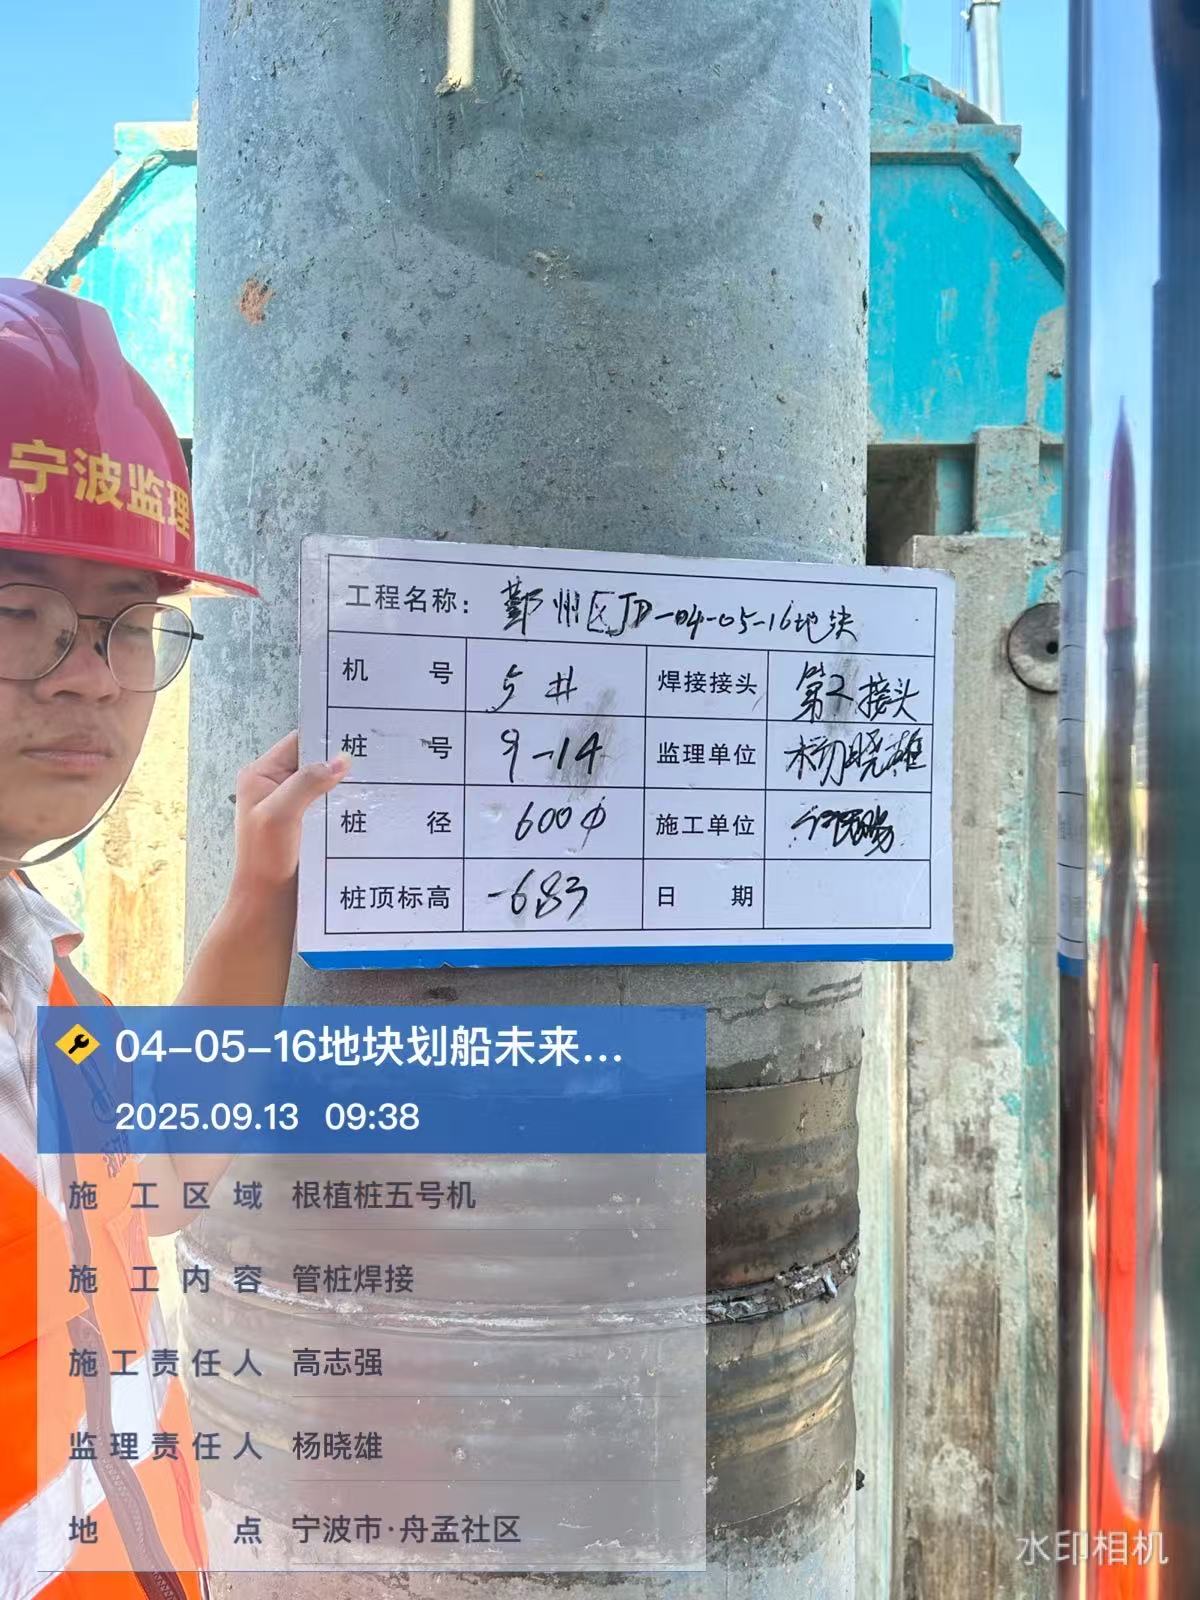 宁波监理
工程名称: 鄞州区JD-04-05-16地块
机号 5# 焊接接头 第2接头
桩号 9-14 监理单位 杨晓雄
桩径 600φ 施工单位
桩顶标高 -6.83 日期
04-05-16地块划船未来...
2025.09.13 09:38
施工区域 根植桩五号机
施工内容 管桩焊接
施工责任人 高志强
监理责任人 杨晓雄
地点 宁波市·舟孟社区
水印相机